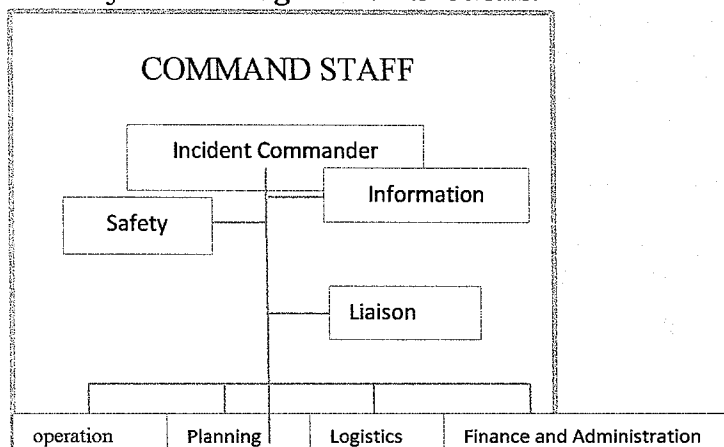 COMMAND STAFF
Incident Commander
Information
Safety
Liaison
operation
Planning
Logistics
Finance and Administration